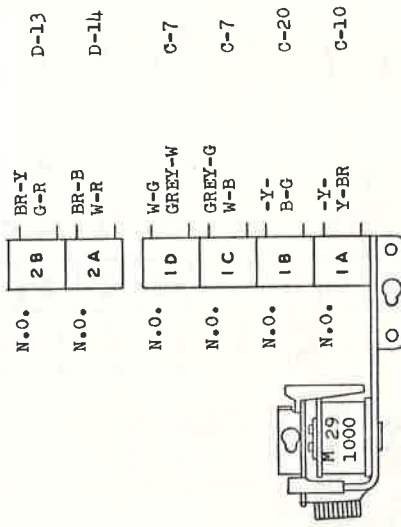 N.O. 2B BR-Y D-13
G-R
N.O. 2A BR-B D-14
W-R
N.O. 1D W-G C-7
GREY-W
N.O. 1C GREY-G C-7
W-B
N.O. 1B -Y- C-20
B-G
N.O. 1A -Y- C-10
Y-BR
M 29
1000